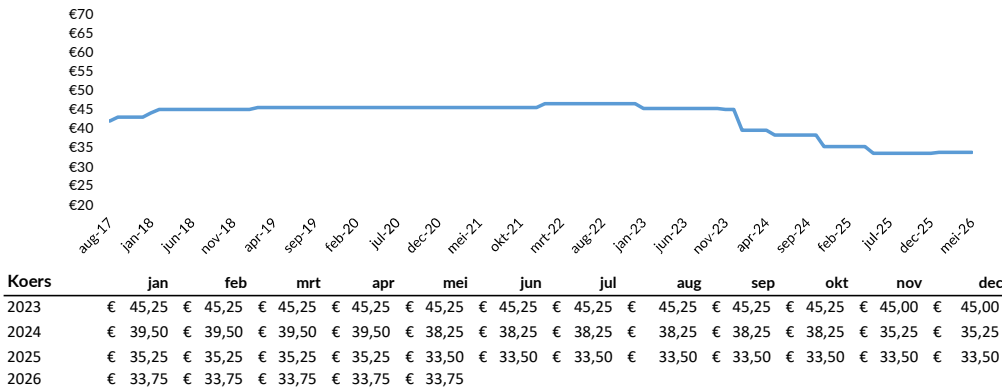 €70
€65
€60
€55
€50
€45
€40
€35
€30
€25
€20
aug-17 jan-18 jun-18 nov-18 apr-19 sep-19 feb-20 jul-20 dec-20 mei-21 okt-21 mrt-22 aug-22 jan-23 jun-23 nov-23 apr-24 sep-24 feb-25 jul-25 dec-25 mei-26
Koers jan feb mrt apr mei jun jul aug sep okt nov dec
2023 € 45,25 € 45,25 € 45,25 € 45,25 € 45,25 € 45,25 € 45,25 € 45,25 € 45,25 € 45,25 € 45,00 € 45,00
2024 € 39,50 € 39,50 € 39,50 € 39,50 € 38,25 € 38,25 € 38,25 € 38,25 € 38,25 € 38,25 € 35,25 € 35,25
2025 € 35,25 € 35,25 € 35,25 € 35,25 € 33,50 € 33,50 € 33,50 € 33,50 € 33,50 € 33,50 € 33,50 € 33,50
2026 € 33,75 € 33,75 € 33,75 € 33,75 € 33,75